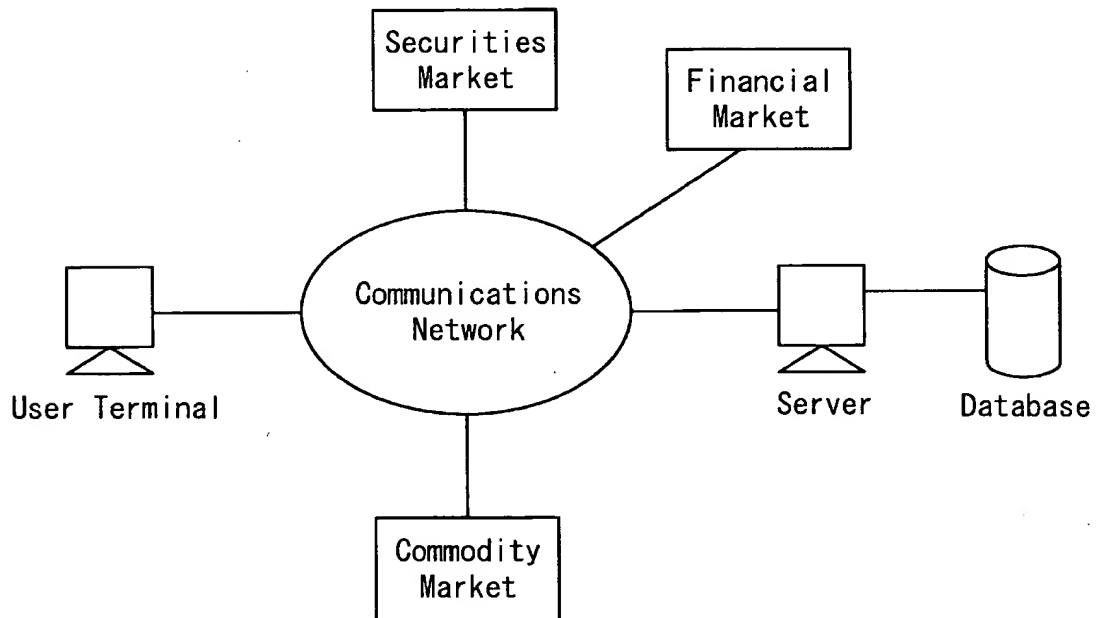 Securities
Market
Financial
Market
Communications
Network
User Terminal
Server
Database
Commodity
Market